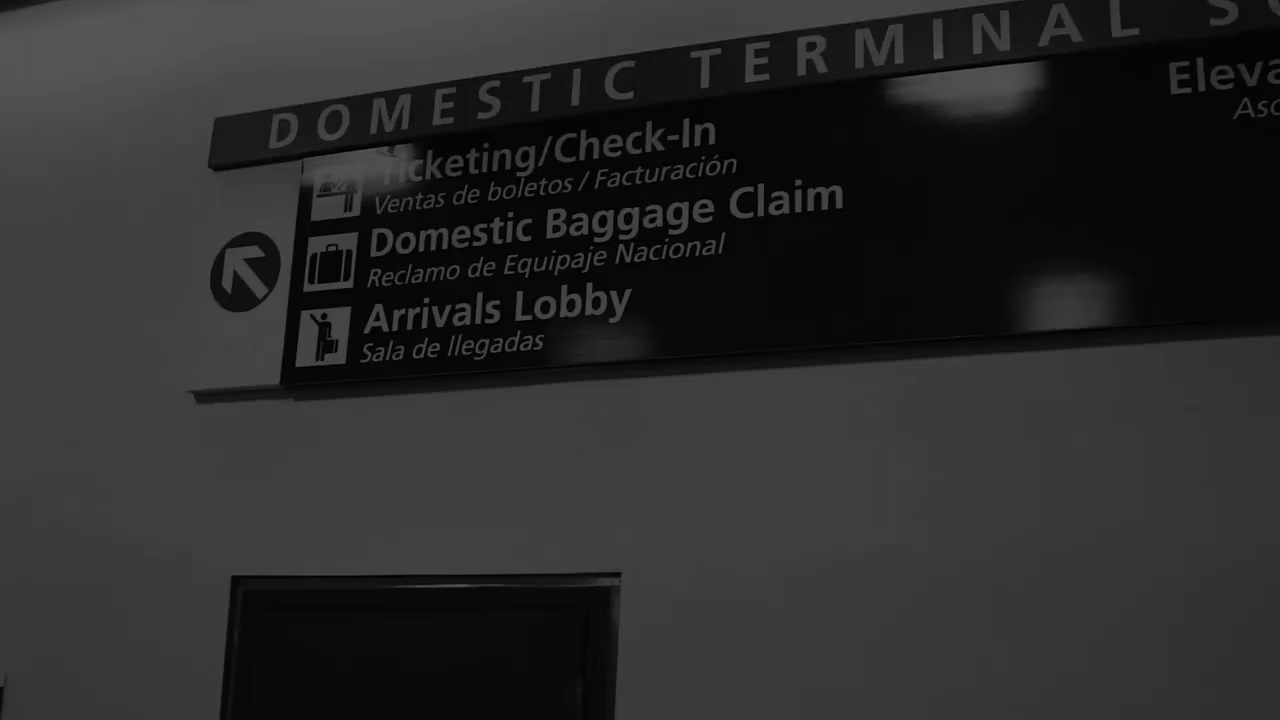 DOMESTIC TERMINAL
Ticketing/Check-In
Ventas de boletos / Facturación
Domestic Baggage Claim
Reclamo de Equipaje Nacional
Arrivals Lobby
Sala de llegadas